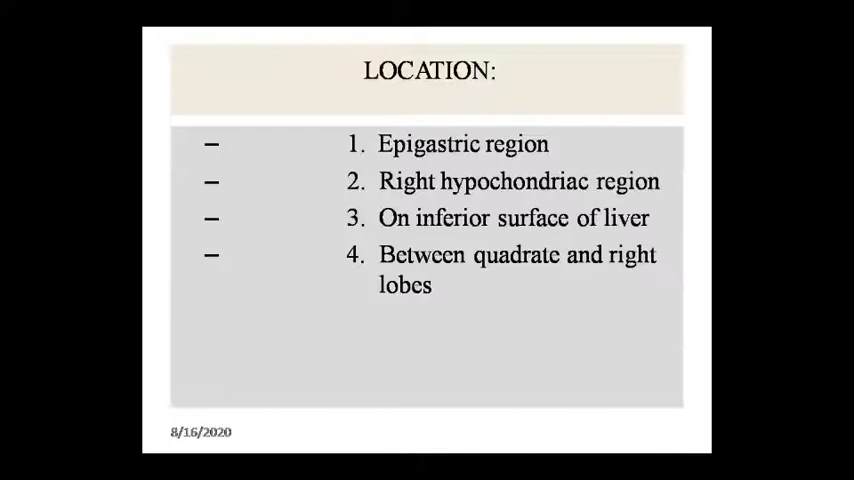 LOCATION:
– 1. Epigastric region
– 2. Right hypochondriac region
– 3. On inferior surface of liver
– 4. Between quadrate and right
lobes
8/16/2020